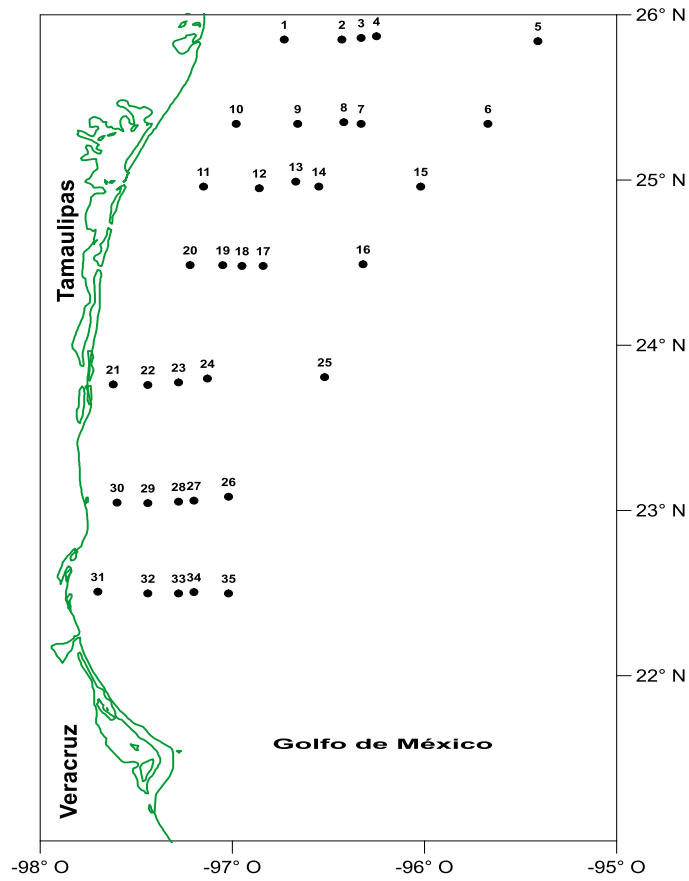 26° N
1 2 3 4 5
10 9 8 7 6
11 12 13 14 15
25° N
20 19 18 17 16
24° N
21 22 23 24 25
30 29 28 27 26
23° N
31 32 33 34 35
22° N
Tamaulipas
Veracruz
Golfo de México
-98° O -97° O -96° O -95° O